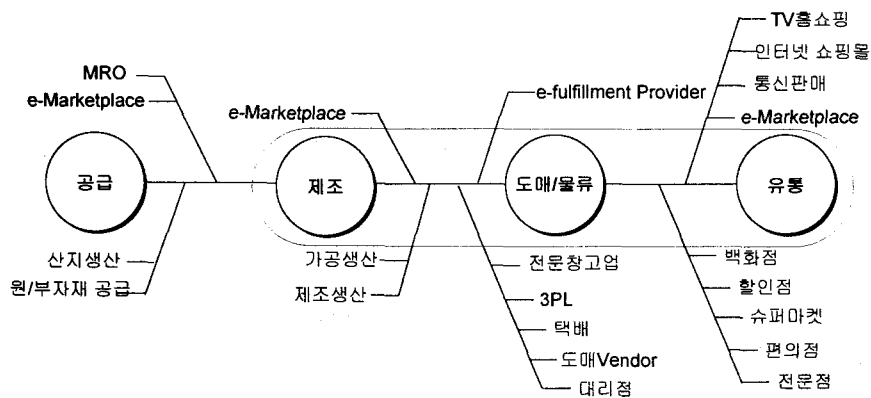 TV홈쇼핑
인터넷 쇼핑몰
통신판매
e-Marketplace
MRO
e-Marketplace
e-Marketplace
e-fulfillment Provider
공급
제조
도매/물류
유통
산지생산
원/부자재 공급
가공생산
제조생산
전문창고업
3PL
택배
도매Vendor
대리점
백화점
할인점
슈퍼마켓
편의점
전문점